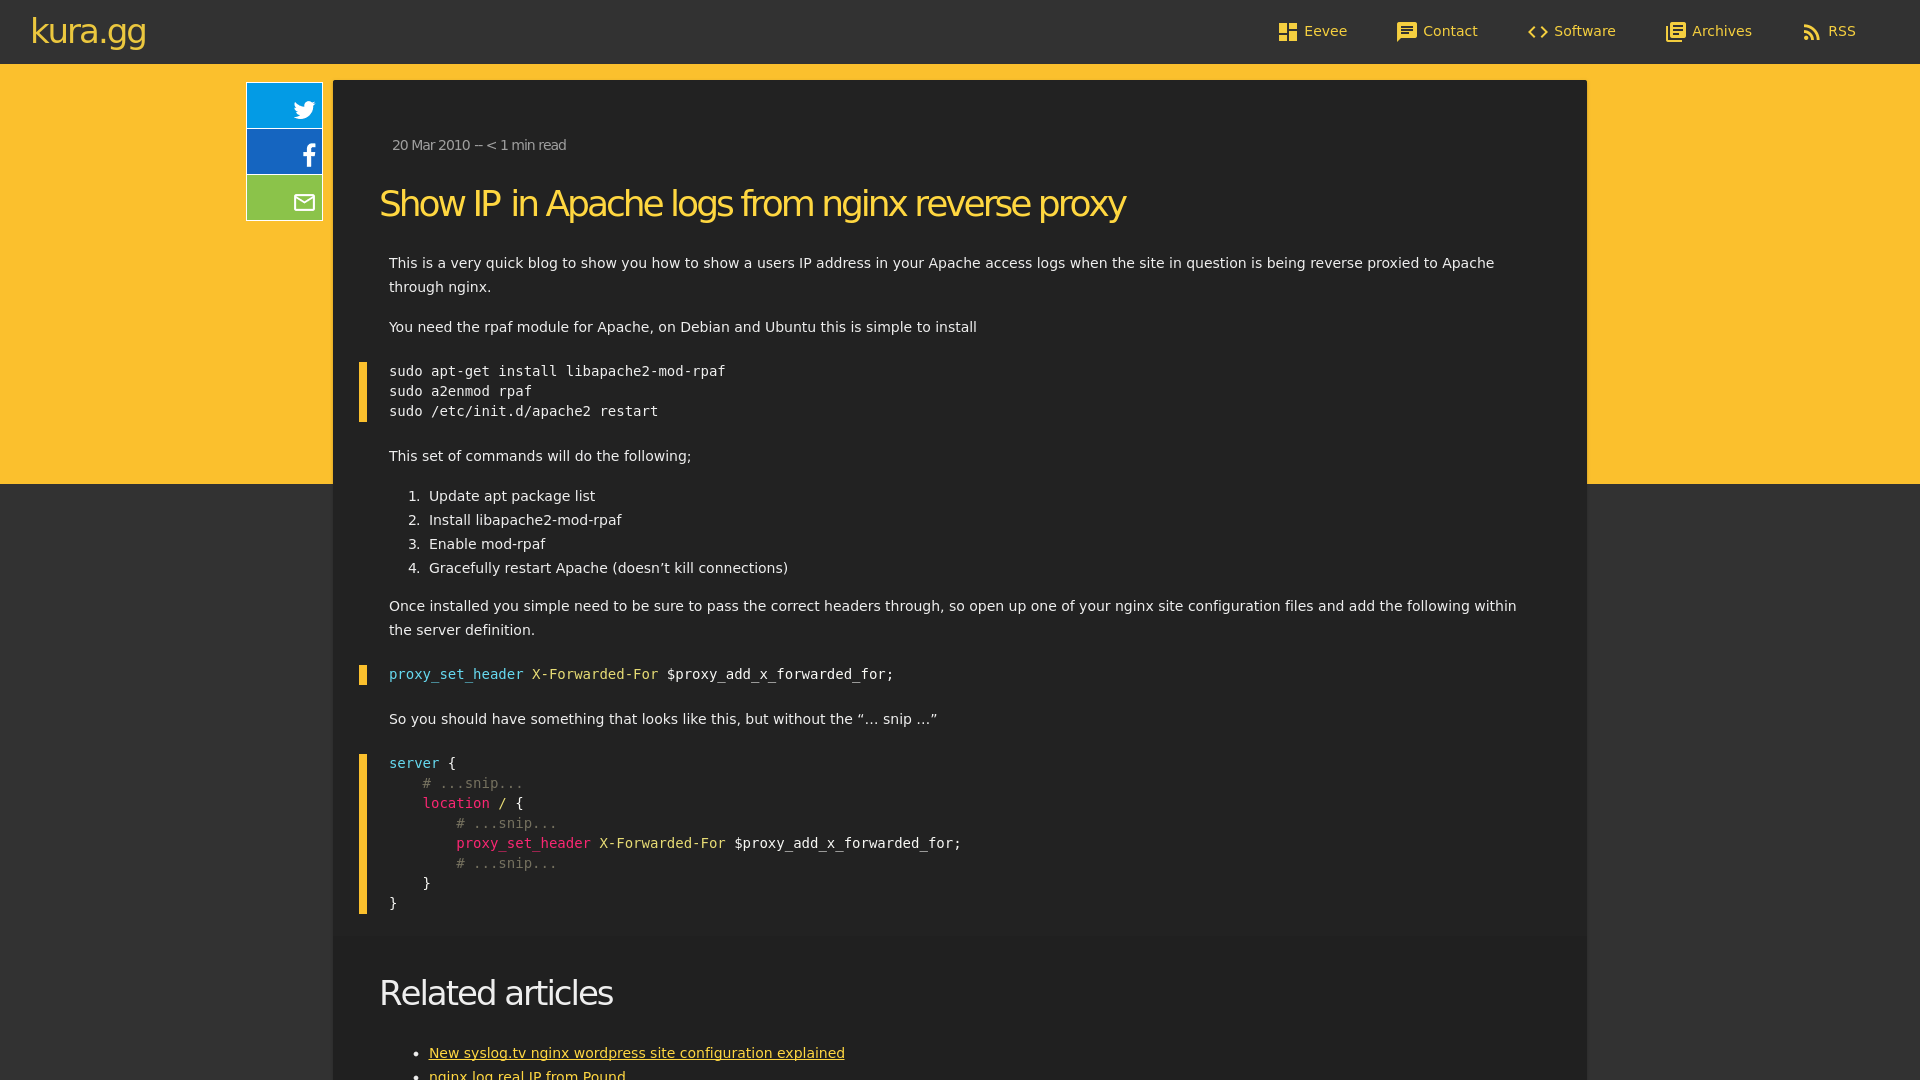 kura.gg
Eevee
Contact
Software
Archives
RSS
20 Mar 2010 – < 1 min read
Show IP in Apache logs from nginx reverse proxy
This is a very quick blog to show you how to show a users IP address in your Apache access logs when the site in question is being reverse proxied to Apache
through nginx.
You need the rpaf module for Apache, on Debian and Ubuntu this is simple to install
sudo apt-get install libapache2-mod-rpaf
sudo a2enmod rpaf
sudo /etc/init.d/apache2 restart
This set of commands will do the following;
1. Update apt package list
2. Install libapache2-mod-rpaf
3. Enable mod-rpaf
4. Gracefully restart Apache (doesn’t kill connections)
Once installed you simple need to be sure to pass the correct headers through, so open up one of your nginx site configuration files and add the following within
the server definition.
proxy_set_header X-Forwarded-For $proxy_add_x_forwarded_for;
So you should have something that looks like this, but without the “… snip …”
server {
    # ...snip...
    location / {
        # ...snip...
        proxy_set_header X-Forwarded-For $proxy_add_x_forwarded_for;
        # ...snip...
    }
}
Related articles
• New syslog.tv nginx wordpress site configuration explained
• nginx log real IP from Pound